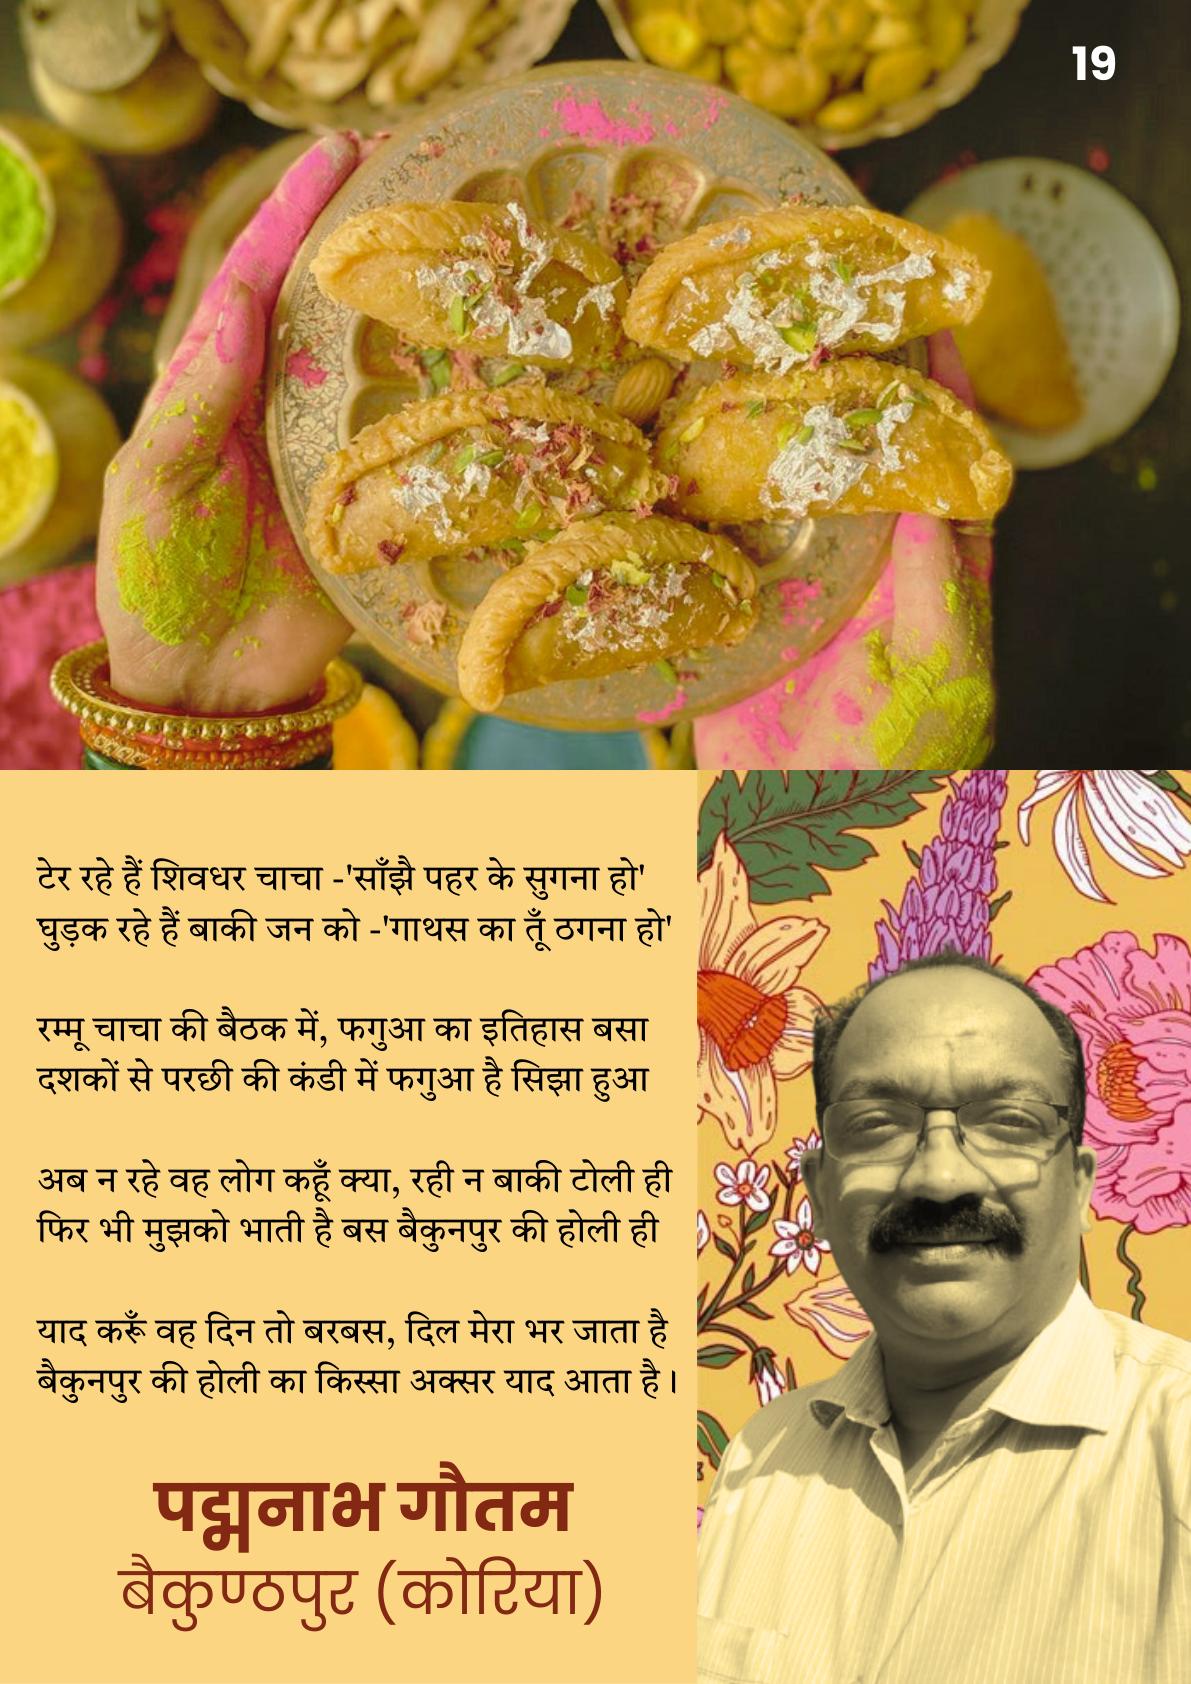 19
टेर रहे हैं शिवधर चाचा -'साँझै पहर के सुगना हो'
घुड़क रहे हैं बाकी जन को -'गाथस का तूँ ठगना हो'
रम्मू चाचा की बैठक में, फगुआ का इतिहास बसा
दशकों से परछी की कंडी में फगुआ है सिझा हुआ
अब न रहे वह लोग कहूँ क्या, रही न बाकी टोली ही
फिर भी मुझको भाती है बस बैकुनपुर की होली ही
याद करूँ वह दिन तो बरबस, दिल मेरा भर जाता है
बैकुनपुर की होली का किस्सा अक्सर याद आता है।
पद्मनाभ गौतम
बैकुण्ठपुर (कोरिया)